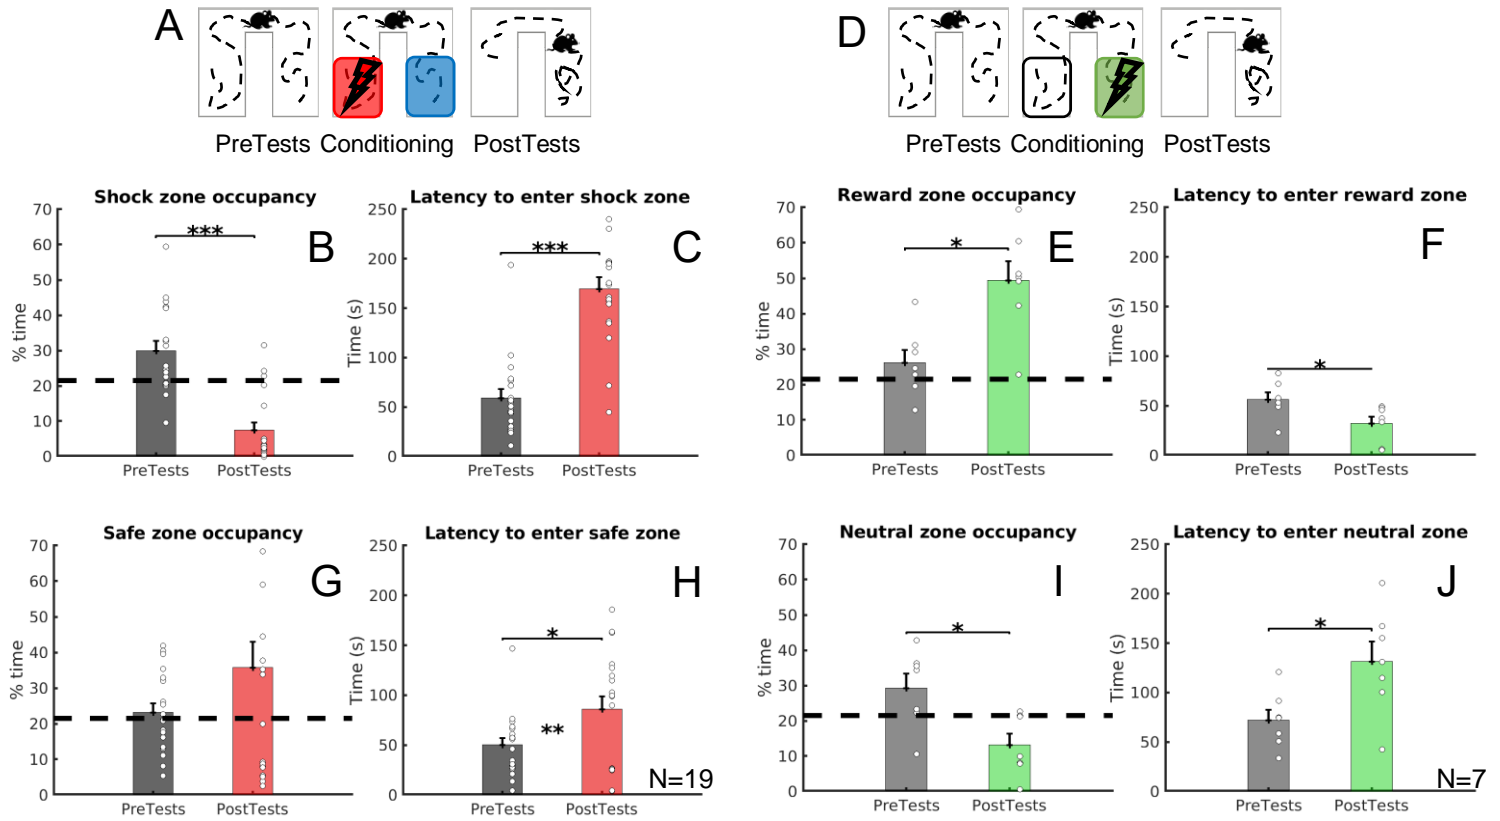 A
PreTests Conditioning PostTests
D
PreTests Conditioning PostTests
Shock zone occupancy
70
60
50
40
30
20
10
0
% time
***
B
PreTests PostTests
Latency to enter shock zone
250
200
150
100
50
0
Time (s)
***
C
PreTests PostTests
Reward zone occupancy
70
60
50
40
30
20
10
0
% time
*
E
PreTests PostTests
Latency to enter reward zone
250
200
150
100
50
0
Time (s)
*
F
PreTests PostTests
Safe zone occupancy
70
60
50
40
30
20
10
0
% time
G
PreTests PostTests
Latency to enter safe zone
250
200
150
100
50
0
Time (s)
*
**
H
N=19
PreTests PostTests
Neutral zone occupancy
70
60
50
40
30
20
10
0
% time
*
I
PreTests PostTests
Latency to enter neutral zone
250
200
150
100
50
0
Time (s)
*
J
N=7
PreTests PostTests